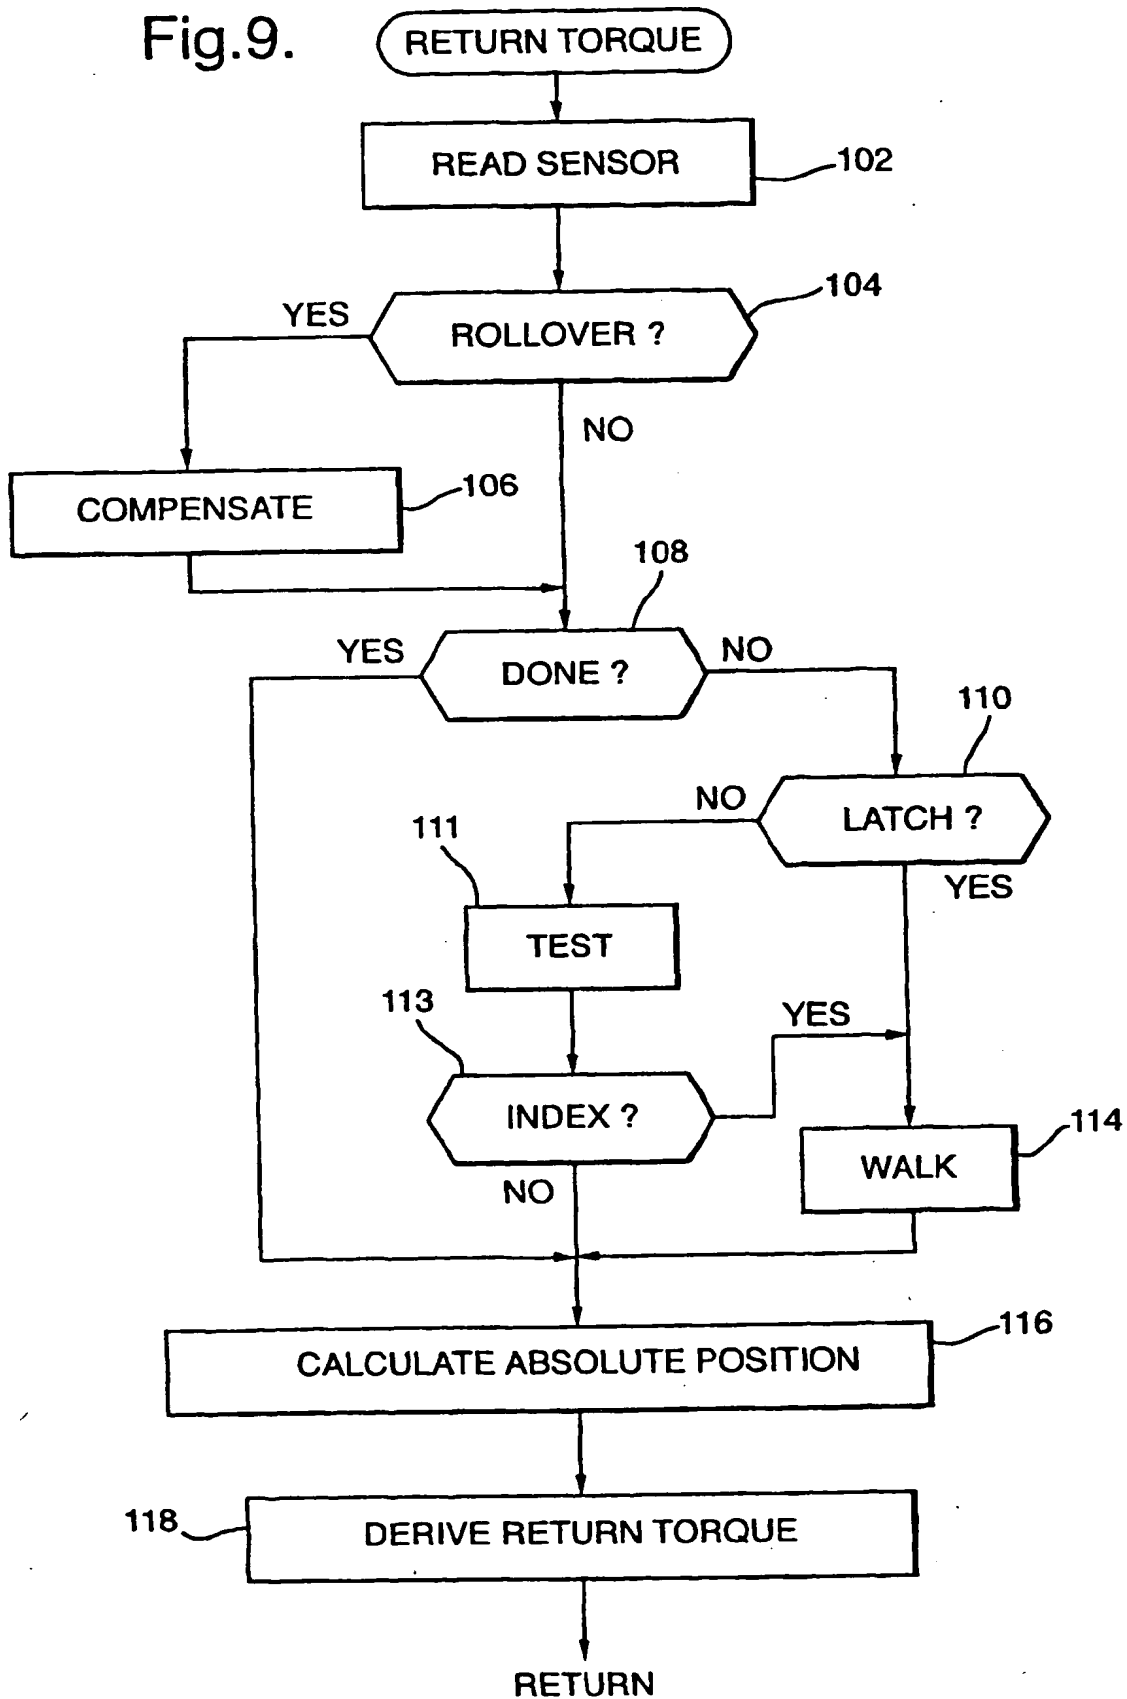 Fig.9.
RETURN TORQUE
READ SENSOR
102
104
YES
ROLLOVER ?
NO
COMPENSATE
106
108
YES
DONE ?
NO
110
NO
LATCH ?
YES
111
TEST
113
YES
INDEX ?
NO
WALK
114
CALCULATE ABSOLUTE POSITION
116
118
DERIVE RETURN TORQUE
RETURN